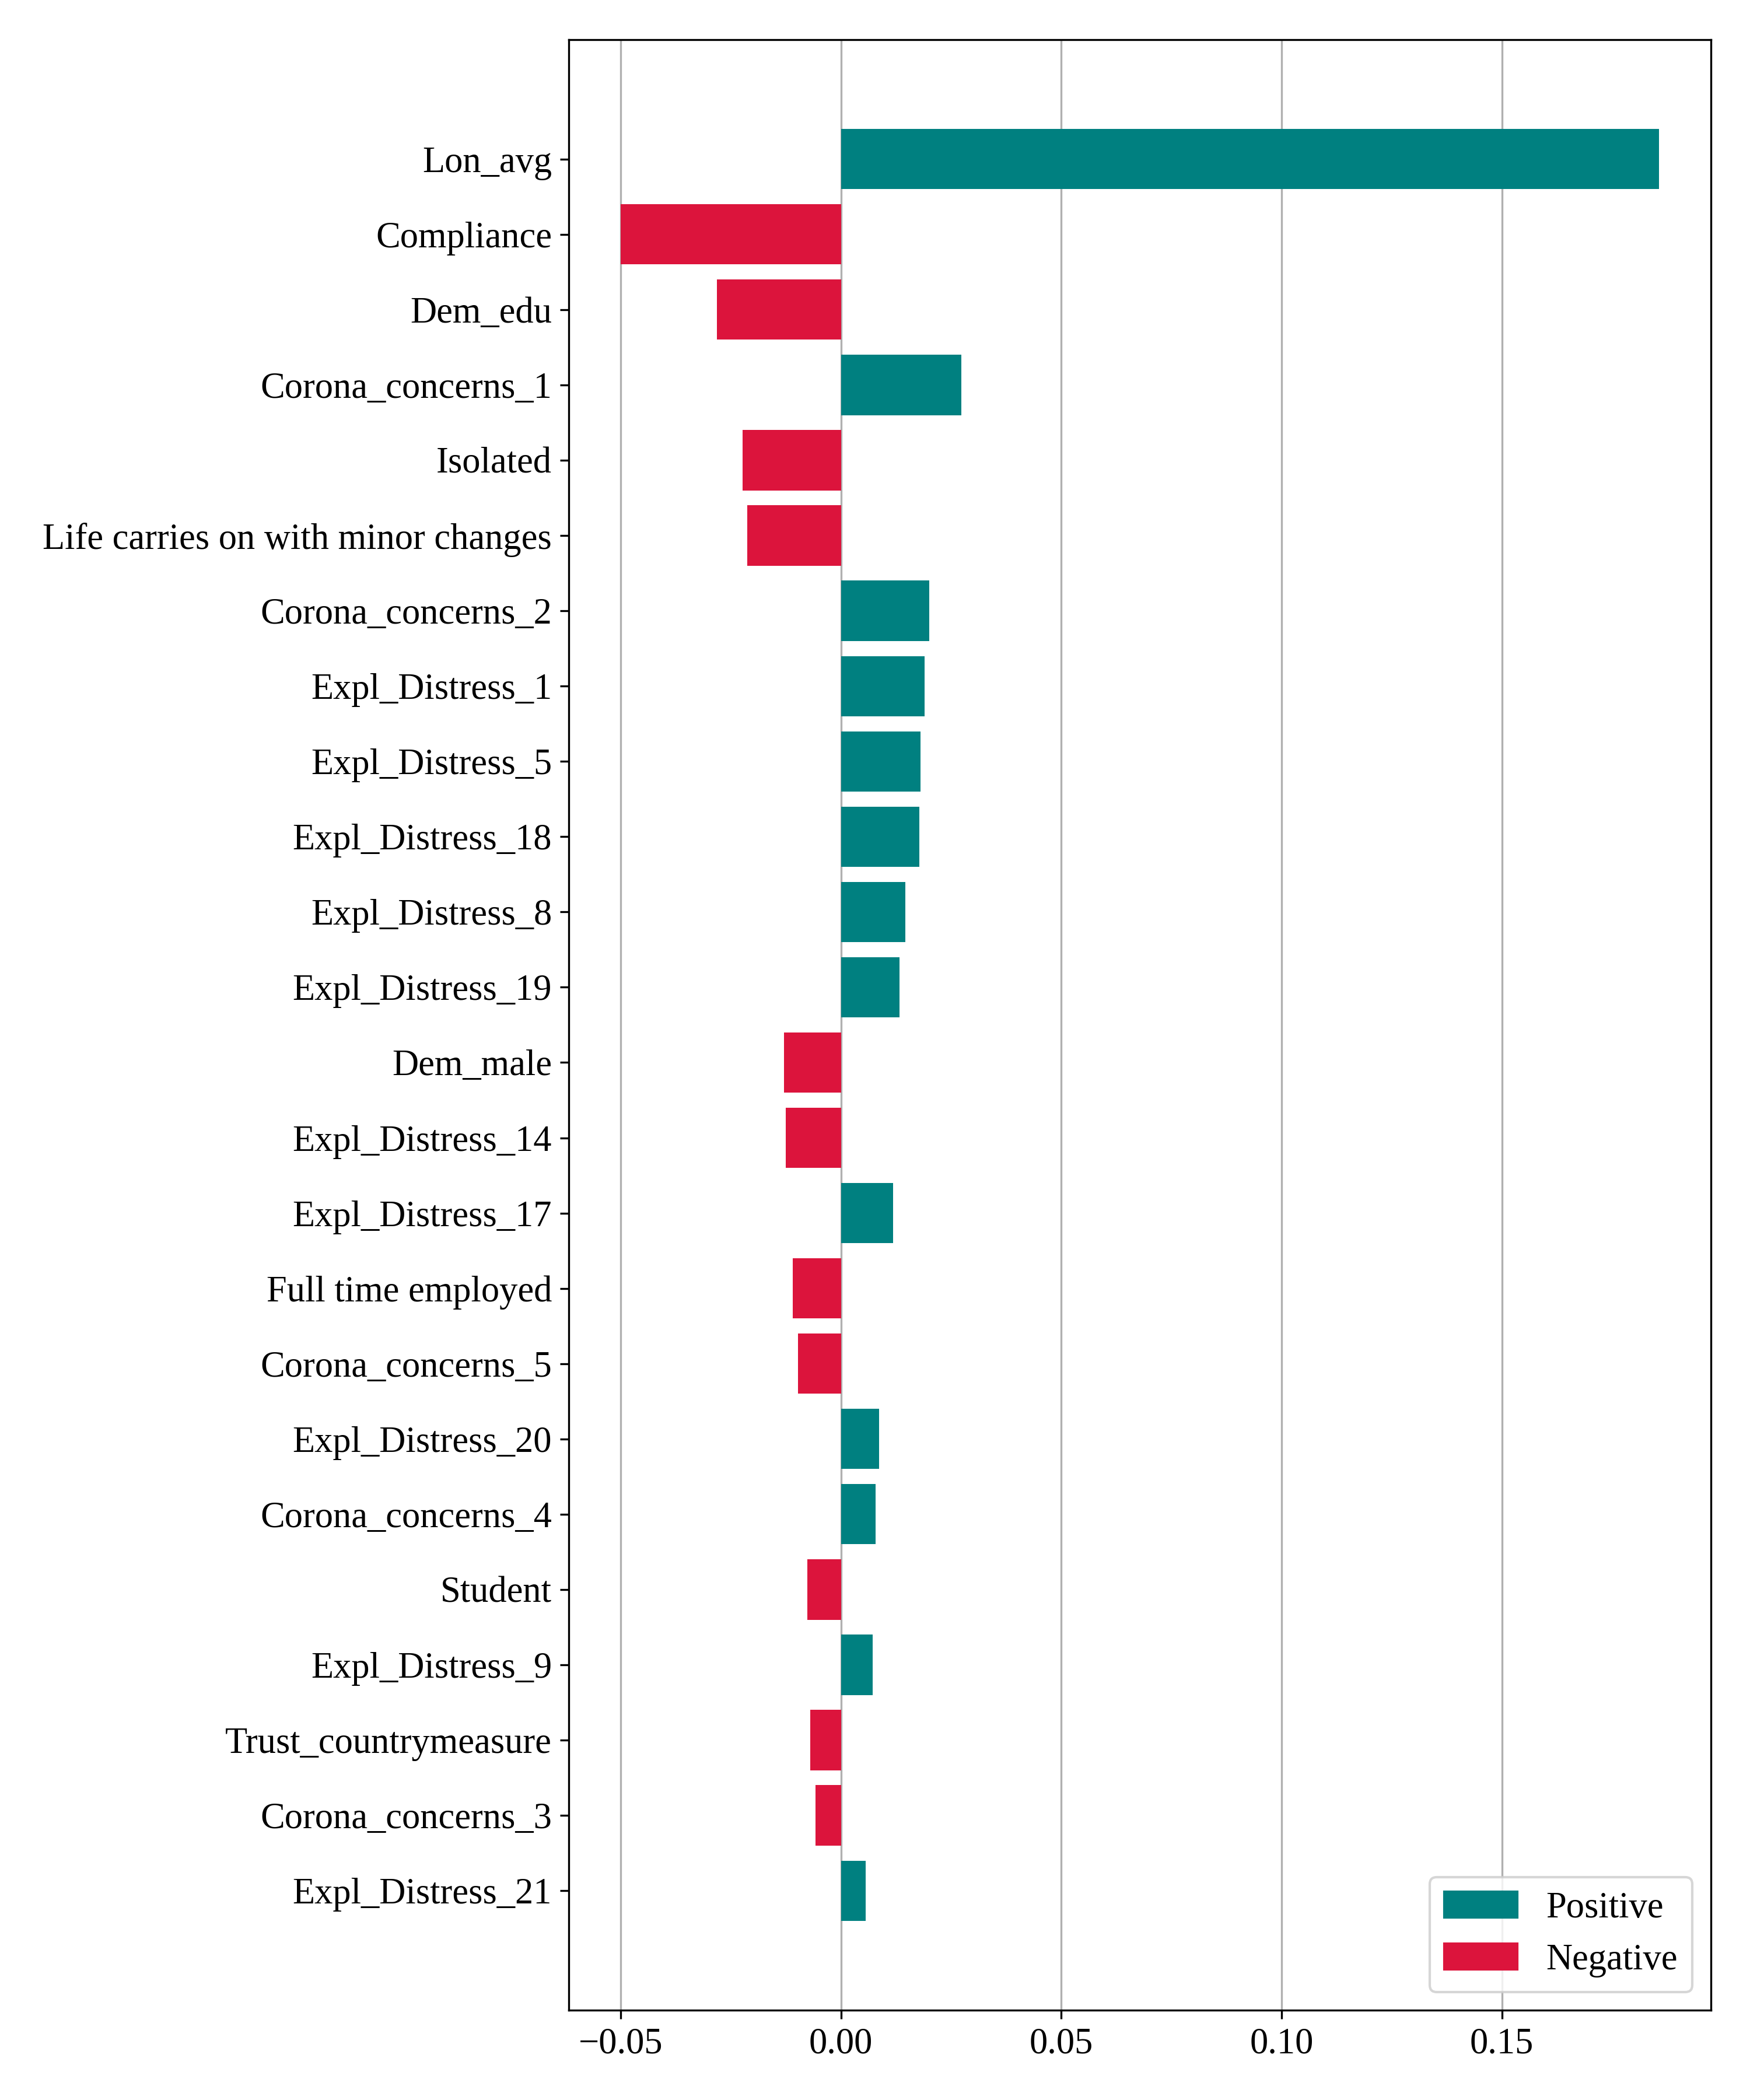 Lon_avg
Compliance
Dem_edu
Corona_concerns_1
Isolated
Life carries on with minor changes
Corona_concerns_2
Expl_Distress_1
Expl_Distress_5
Expl_Distress_18
Expl_Distress_8
Expl_Distress_19
Dem_male
Expl_Distress_14
Expl_Distress_17
Full time employed
Corona_concerns_5
Expl_Distress_20
Corona_concerns_4
Student
Expl_Distress_9
Trust_countrymeasure
Corona_concerns_3
Expl_Distress_21
Positive
Negative
−0.05 0.00 0.05 0.10 0.15